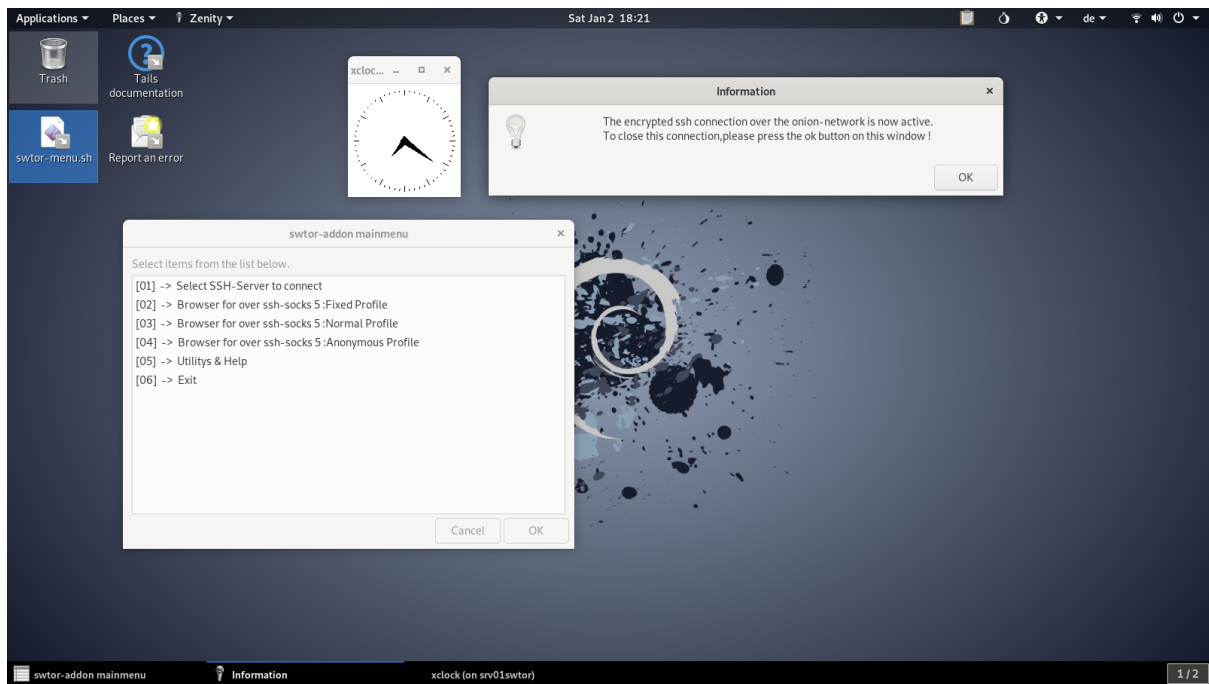 Applications Places Zenity Sat Jan 2 18:21 de
Trash
Tails
documentation
swtor-menu.sh
Report an error
xcloc...
Information
The encrypted ssh connection over the onion-network is now active.
To close this connection,please press the ok button on this window !
OK
swtor-addon mainmenu
Select items from the list below.
[01] -> Select SSH-Server to connect
[02] -> Browser for over ssh-socks 5 :Fixed Profile
[03] -> Browser for over ssh-socks 5 :Normal Profile
[04] -> Browser for over ssh-socks 5 :Anonymous Profile
[05] -> Utilitys & Help
[06] -> Exit
Cancel OK
swtor-addon mainmenu Information xclock (on srv01swtor) 1 / 2